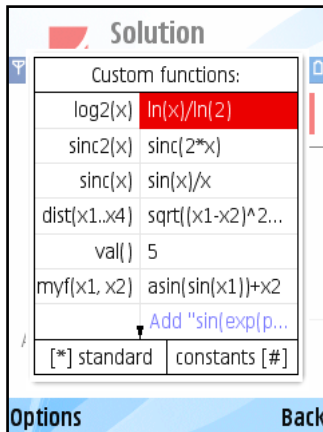 Solution
Custom functions:
log2(x) ln(x)/ln(2)
sinc2(x) sinc(2*x)
sinc(x) sin(x)/x
dist(x1..x4) sqrt((x1-x2)^2...
val() 5
myf(x1, x2) asin(sin(x1))+x2
Add "sin(exp(p...
[*] standard constants [#]
Options Back